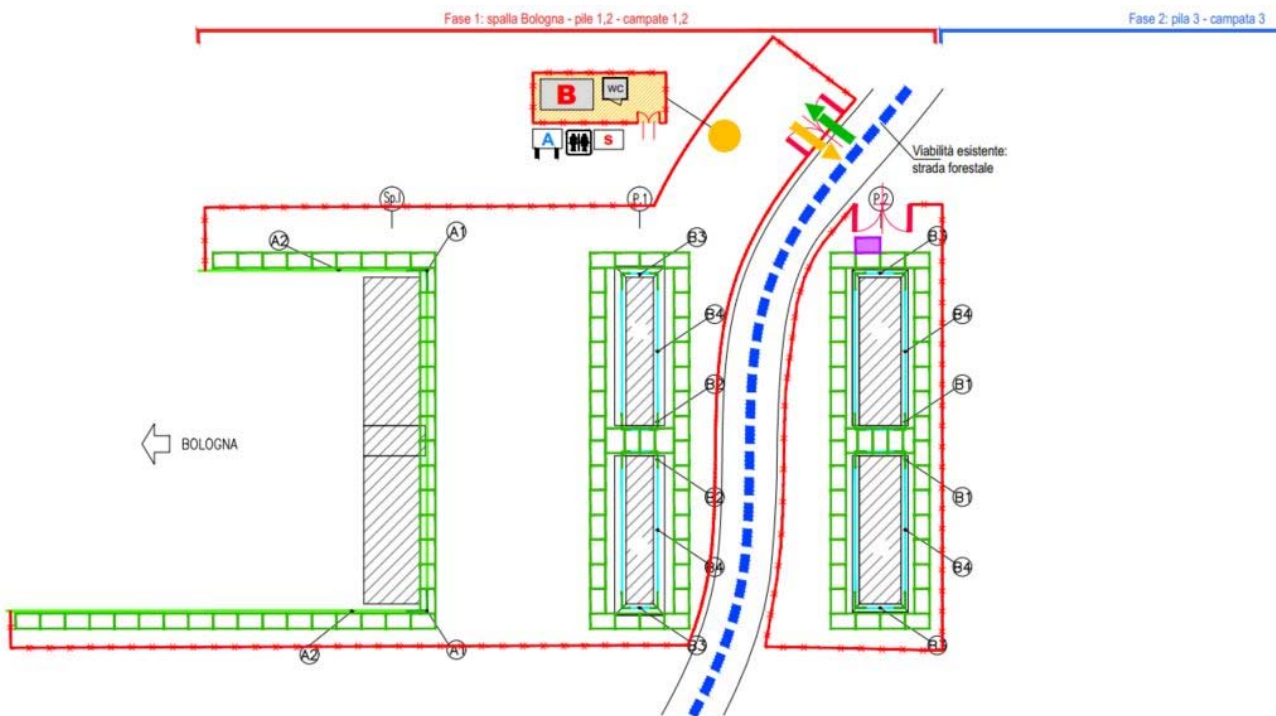 Fase 1: spalla Bologna - pile 1,2 - campate 1,2
Fase 2: pila 3 - campata 3
B
WC
A
s
Viabilità esistente:
strada forestale
Sp.I
P.1
P.2
A2
A1
B3
B3
B4
B4
B2
B1
BOLOGNA
B2
B1
B4
B4
A2
A1
B3
B3